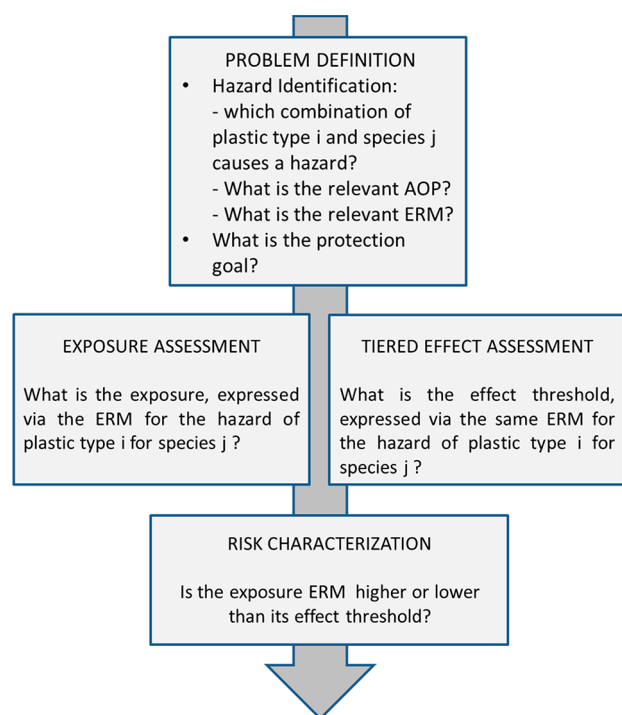 PROBLEM DEFINITION
• Hazard Identification:
- which combination of
plastic type i and species j
causes a hazard?
- What is the relevant AOP?
- What is the relevant ERM?
• What is the protection
goal?
EXPOSURE ASSESSMENT
What is the exposure, expressed
via the ERM for the hazard of
plastic type i for species j ?
TIERED EFFECT ASSESSMENT
What is the effect threshold,
expressed via the same ERM for
the hazard of plastic type i for
species j ?
RISK CHARACTERIZATION
Is the exposure ERM higher or lower
than its effect threshold?